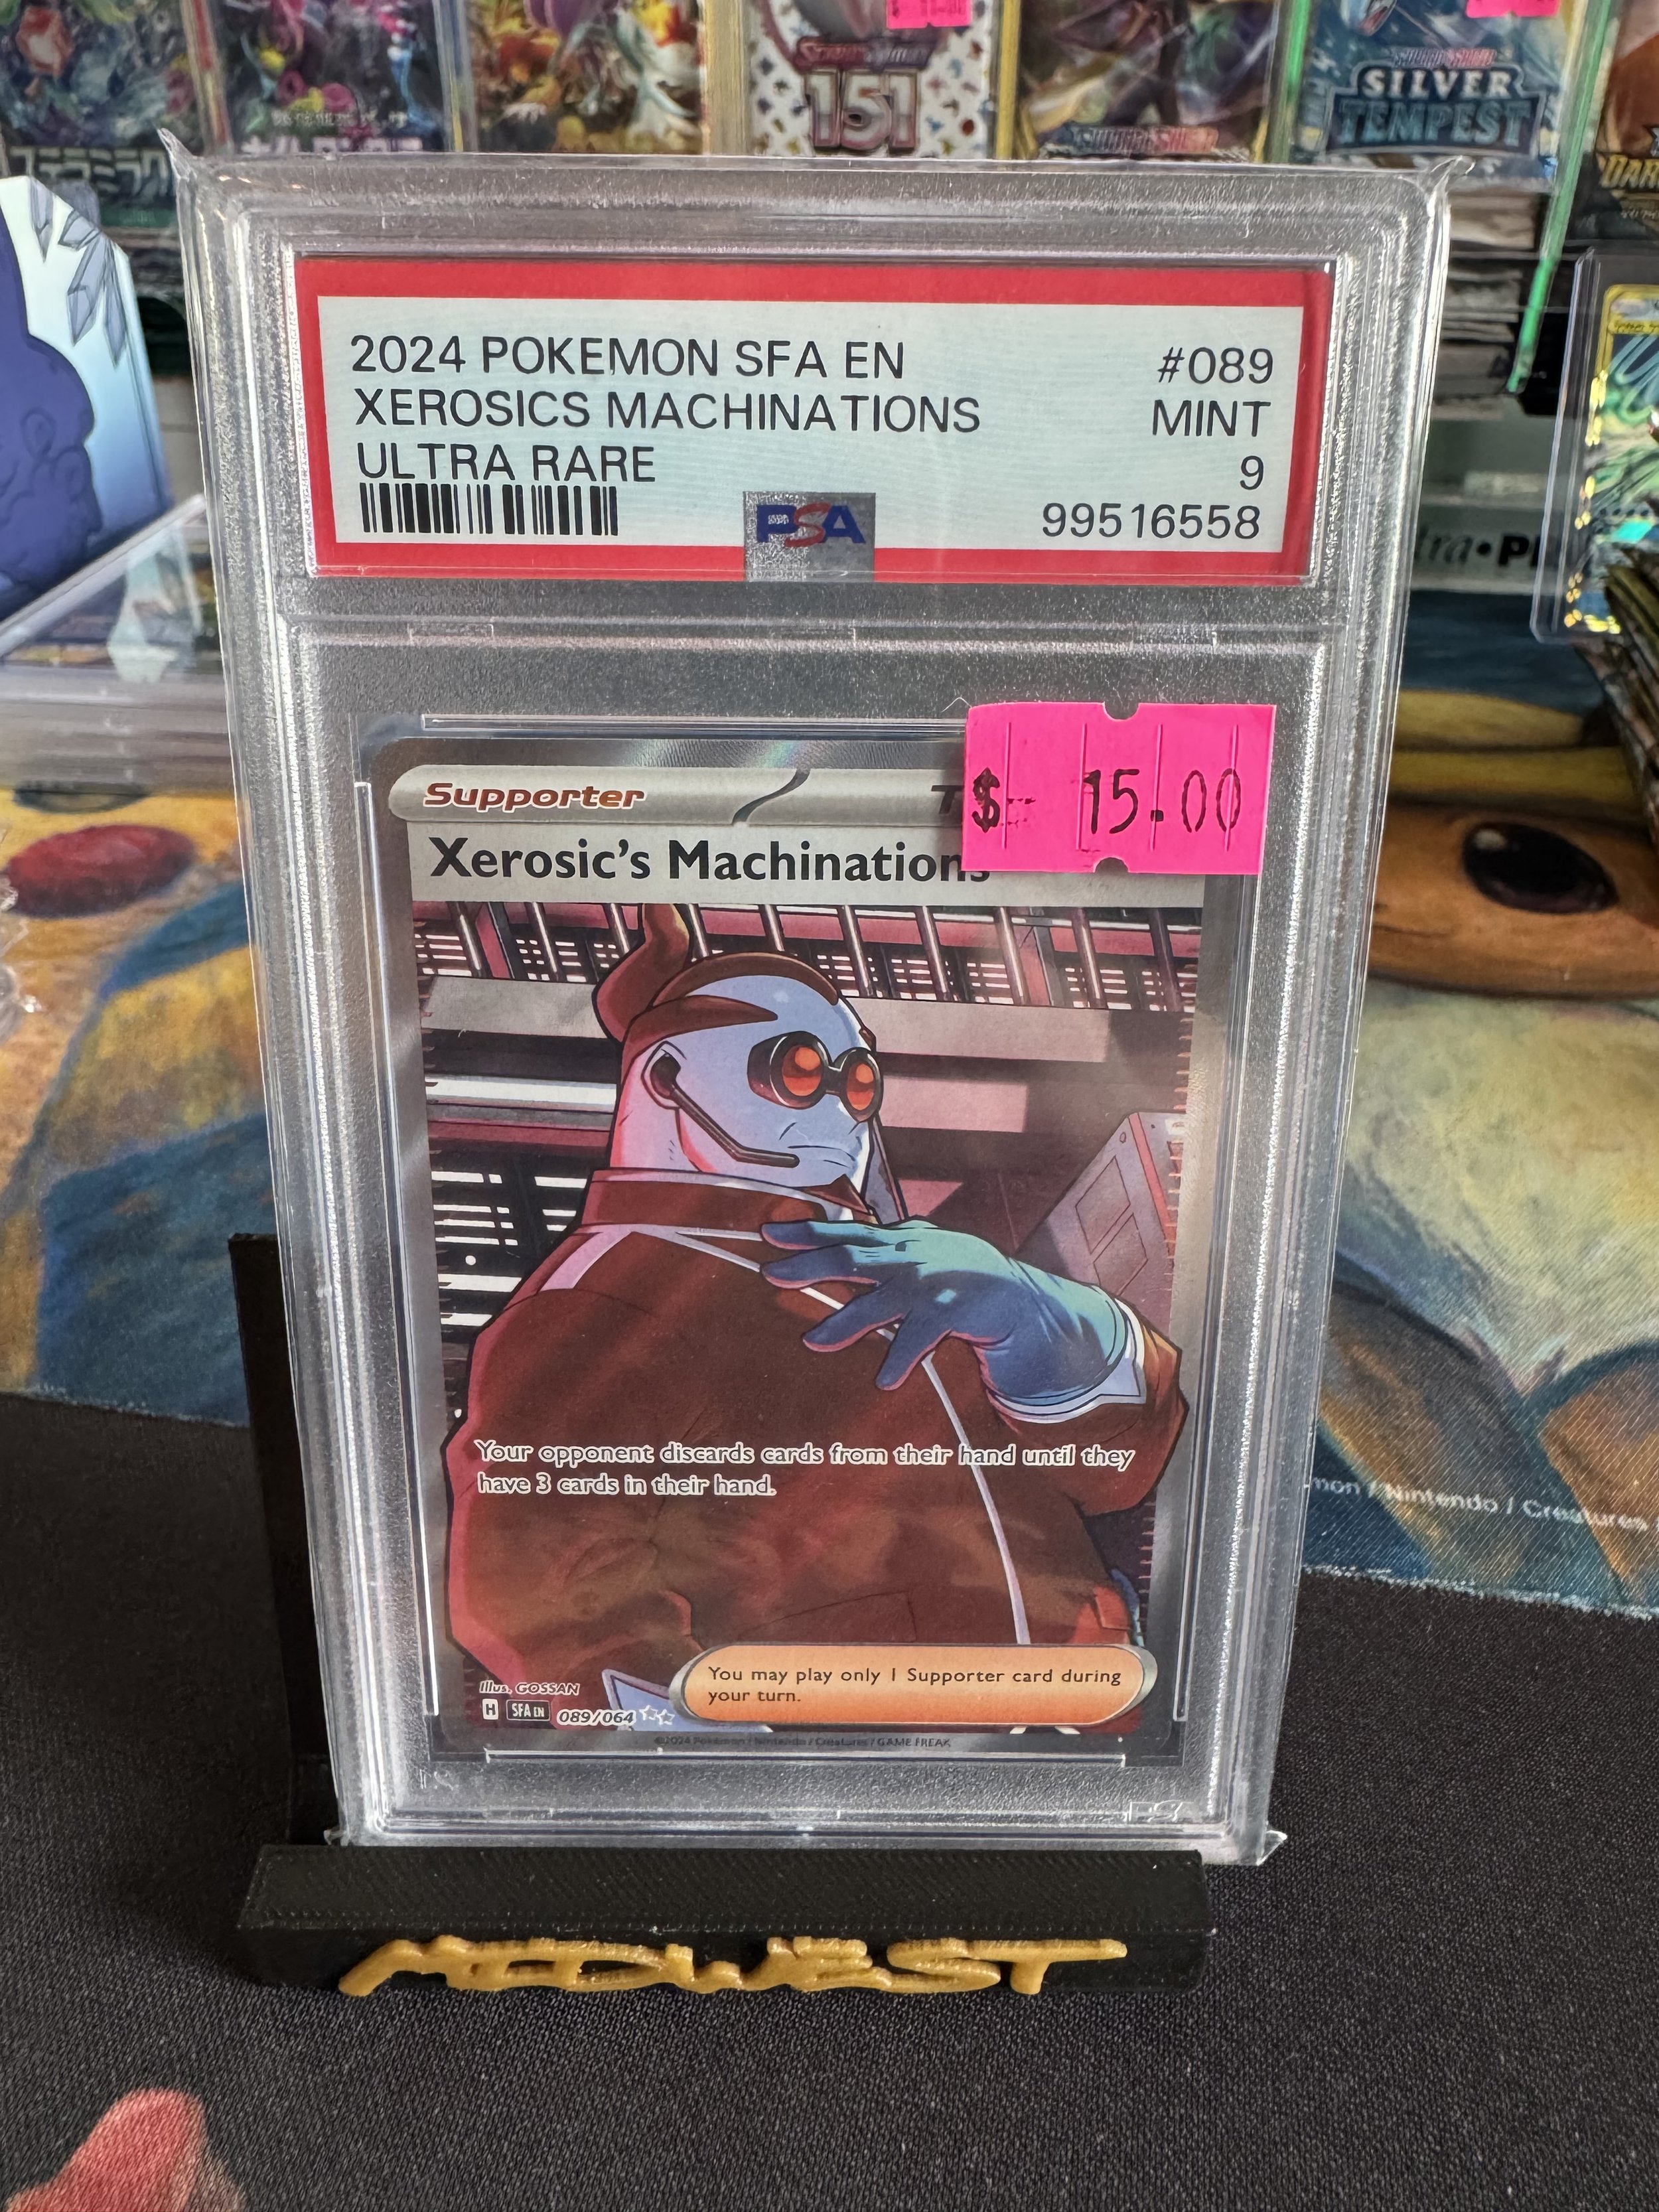 151
SILVER
TEMPEST
2024 POKEMON SFA EN
#089
XEROSICS MACHINATIONS
MINT
ULTRA RARE
9
PSA
99516558
$ 15.00
Supporter
Xerosic's Machinations
Your opponent discards cards from their hand until they
have 3 cards in their hand.
You may play only 1 Supporter card during
your turn.
Illus. GOSSAN
H SFA EN 089/064
©2024 Pokémon / Nintendo / Creatures / GAME FREAK
/ Nintendo / Creatures
MIDWEST